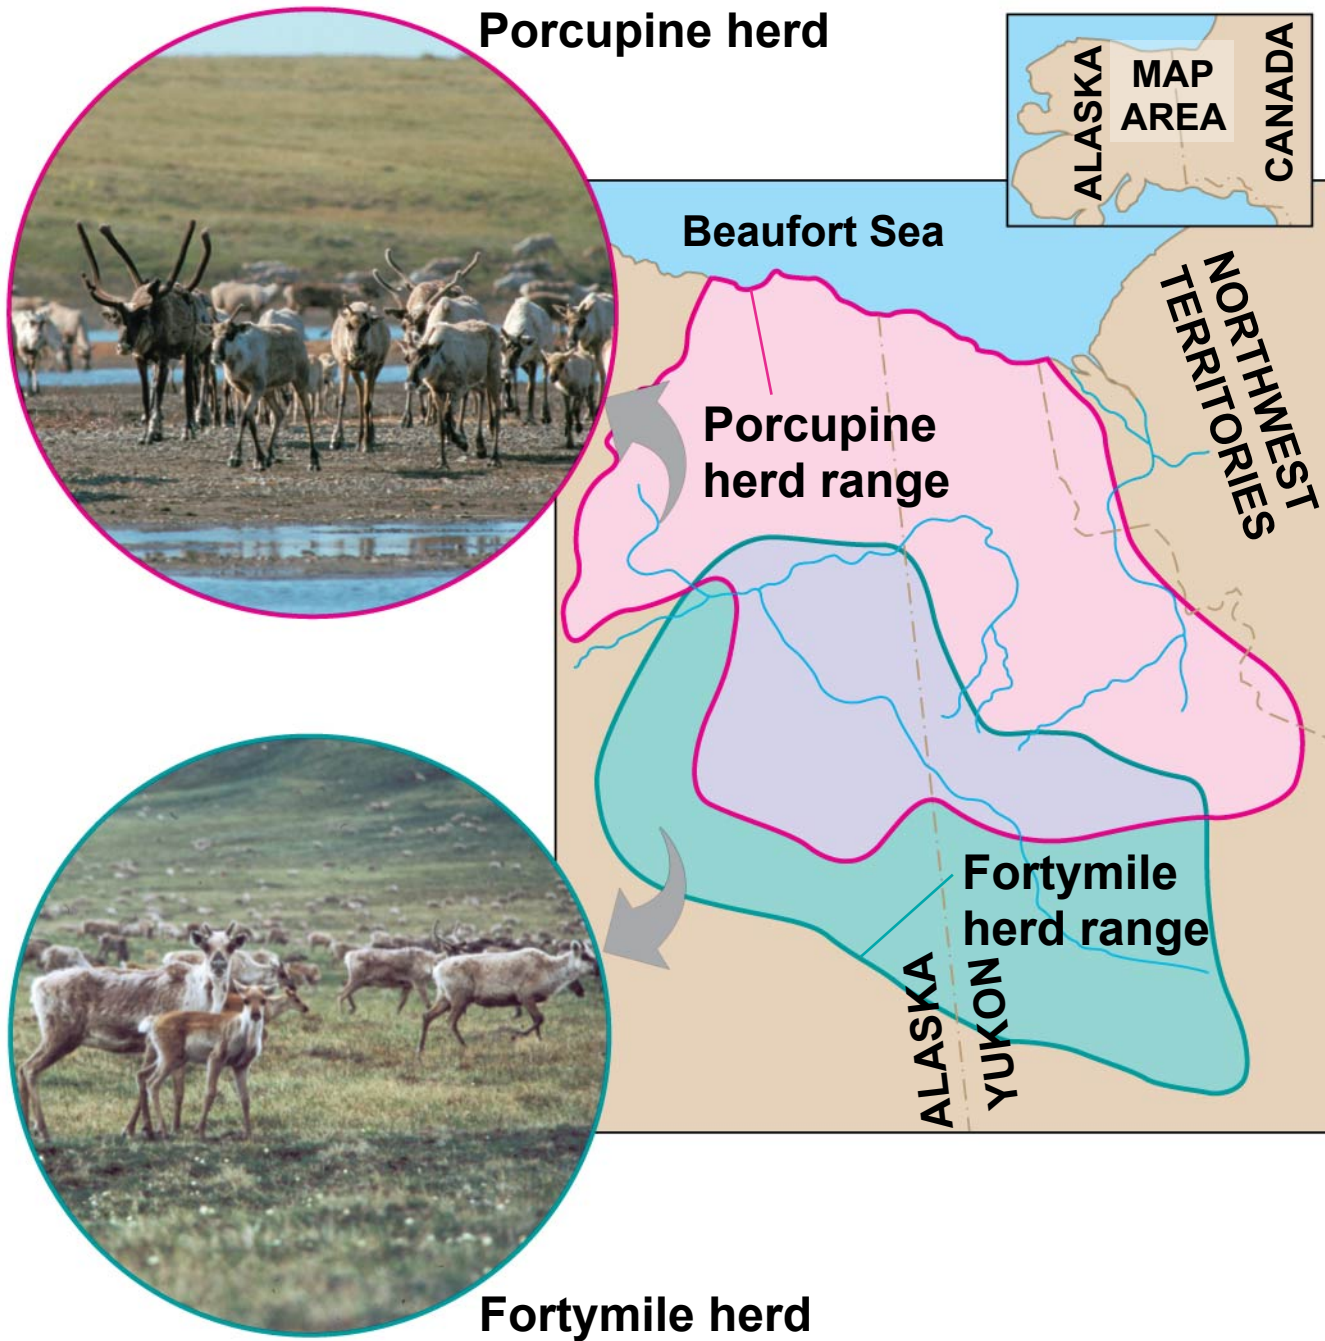 Porcupine herd
ALASKA
MAP
AREA
CANADA
Beaufort Sea
NORTHWEST
TERRITORIES
Porcupine
herd range
Fortymile
herd range
ALASKA
YUKON
Fortymile herd